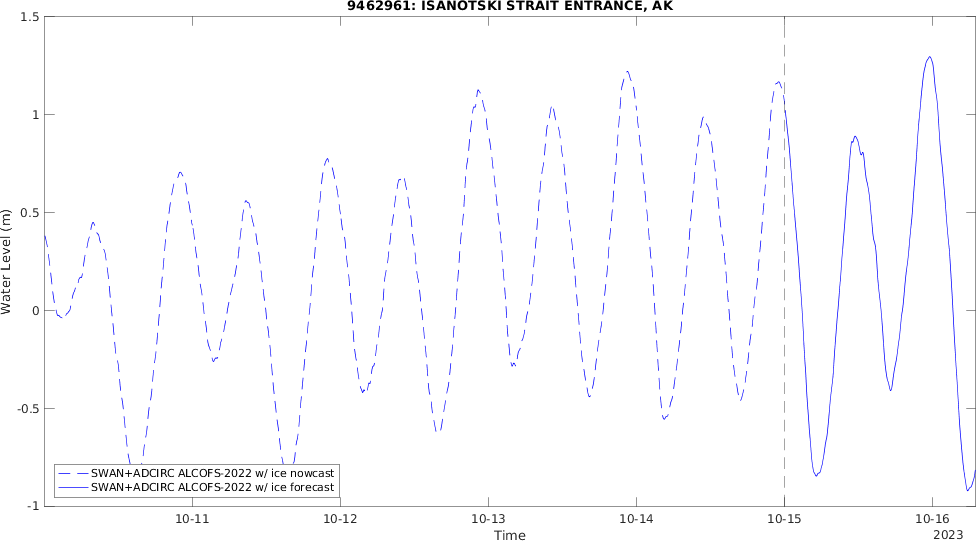 9462961: ISANOTSKI STRAIT ENTRANCE, AK
1.5
1
0.5
0
-0.5
-1
Water Level (m)
SWAN+ADCIRC ALCOFS-2022 w/ ice nowcast
SWAN+ADCIRC ALCOFS-2022 w/ ice forecast
10-11 10-12 10-13 10-14 10-15 10-16
Time
2023